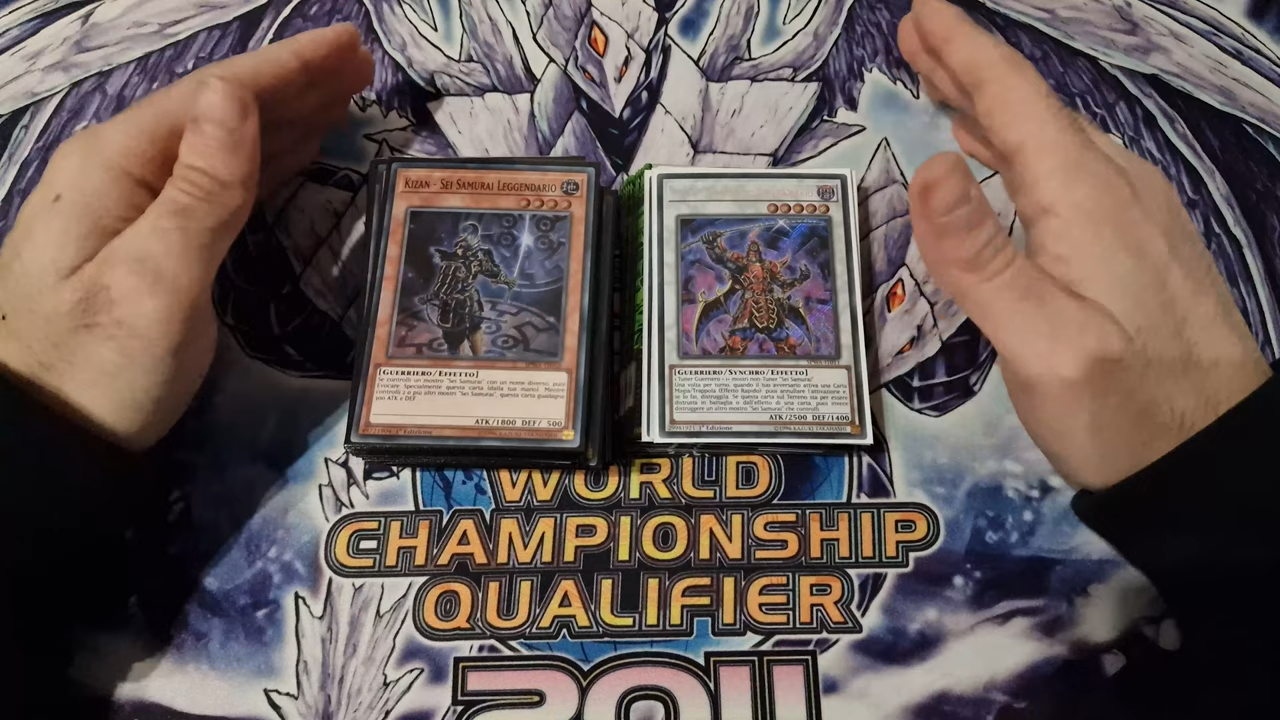 KIZAN - SEI SAMURAI LEGGENDARIO
[GUERRIERO/EFFETTO]
Se controlli un mostro "Sei Samurai" con un nome diverso, puoi
Evocare Specialmente questa carta (dalla tua mano). Mentre
controlli 2 o più altri mostri "Sei Samurai", questa carta guadagna
300 ATK e DEF
ATK/1800 DEF/ 500
1ª Edizione
[GUERRIERO/SYNCHRO/EFFETTO]
1 Tuner Guerriero + 1+ mostri non-Tuner "Sei Samurai"
Una volta per turno, quando il tuo avversario attiva una Carta
Magia/Trappola (Effetto Rapido): puoi annullare l'attivazione e,
se lo fai, distruggila. Se questa carta sul Terreno sta per essere
distrutta in battaglia o dall'effetto di una carta, puoi invece
distruggere un altro mostro "Sei Samurai" che controlli.
ATK/2500 DEF/1400
1ª Edizione
©1996 KAZUKI TAKAHASHI
WORLD
CHAMPIONSHIP
QUALIFIER
2011